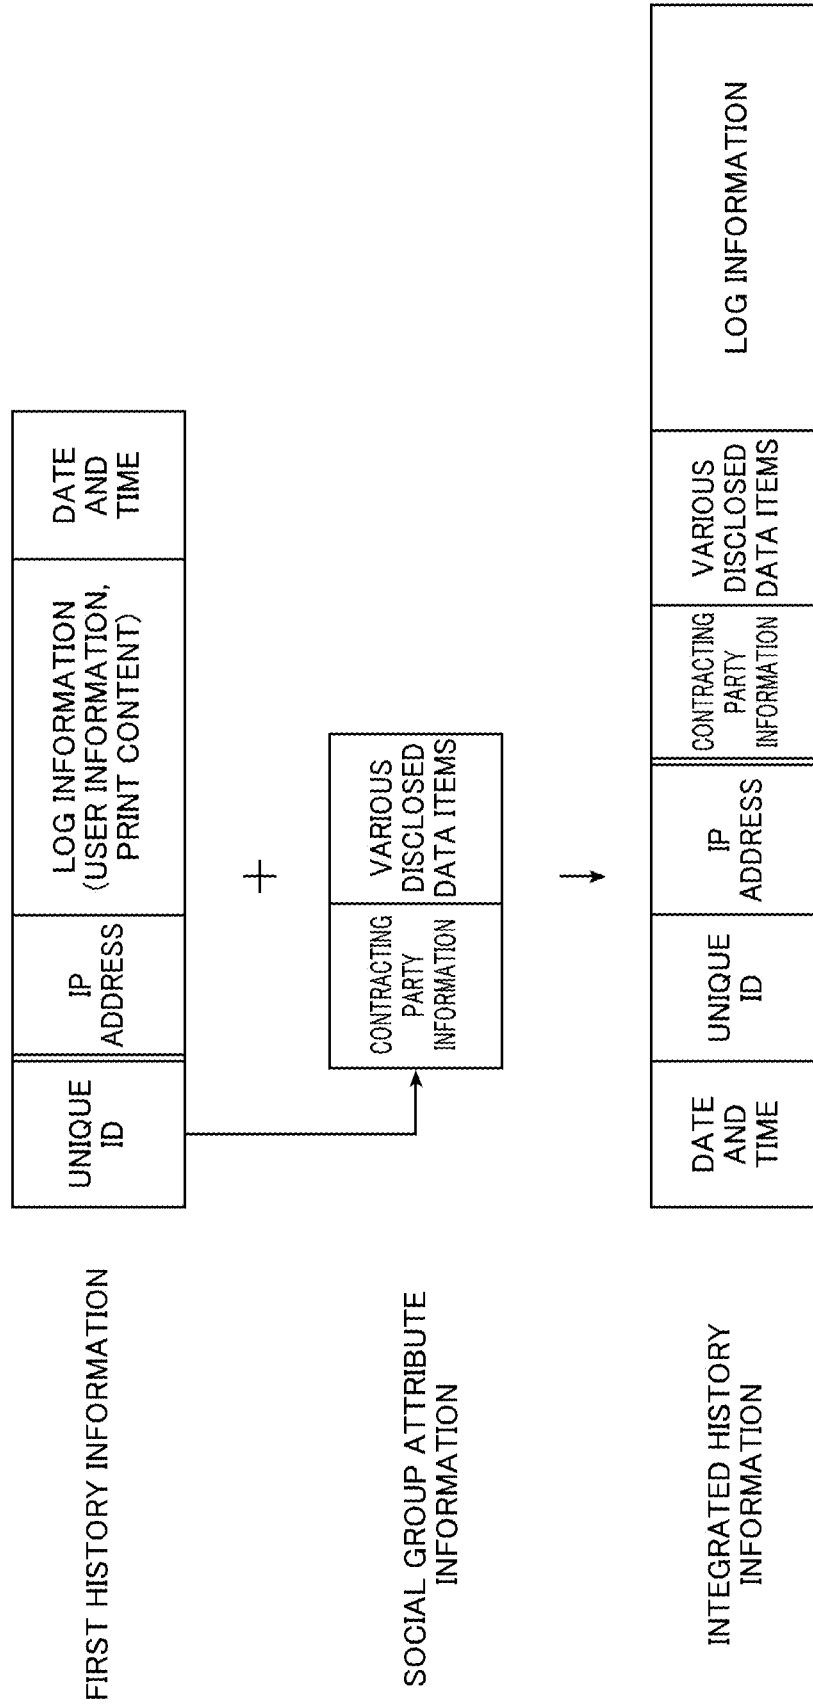 FIRST HISTORY INFORMATION
UNIQUE
ID
IP
ADDRESS
LOG INFORMATION
(USER INFORMATION,
PRINT CONTENT)
DATE
AND
TIME
+
SOCIAL GROUP ATTRIBUTE
INFORMATION
CONTRACTING
PARTY
INFORMATION
VARIOUS
DISCLOSED
DATA ITEMS
INTEGRATED HISTORY
INFORMATION
DATE
AND
TIME
UNIQUE
ID
IP
ADDRESS
CONTRACTING
PARTY
INFORMATION
VARIOUS
DISCLOSED
DATA ITEMS
LOG INFORMATION